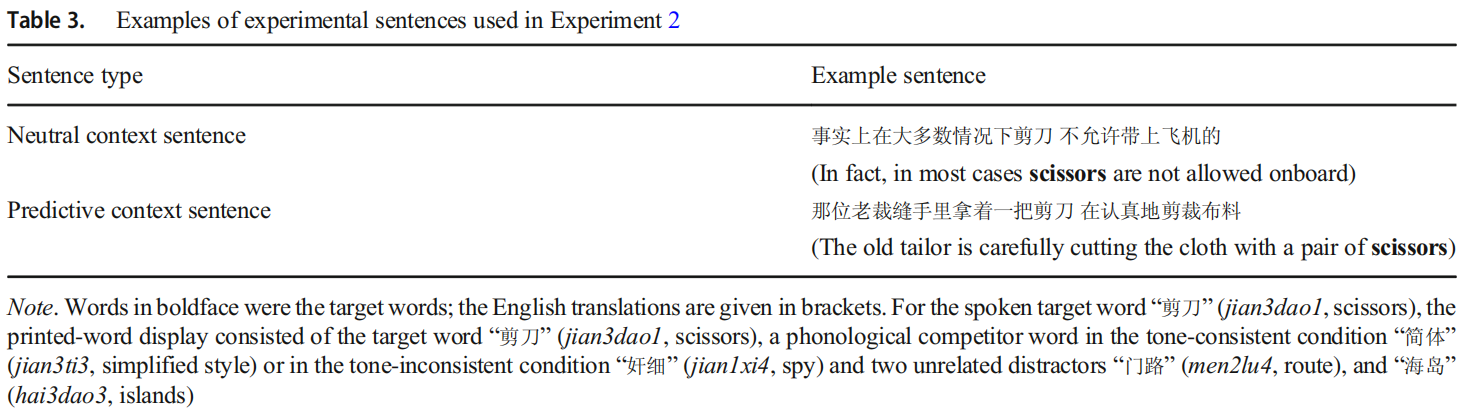 Table 3. Examples of experimental sentences used in Experiment 2
Sentence type Example sentence
Neutral context sentence 事实上在大多数情况下剪刀 不允许带上飞机的
(In fact, in most cases scissors are not allowed onboard)
Predictive context sentence 那位老裁缝手里拿着一把剪刀 在认真地剪裁布料
(The old tailor is carefully cutting the cloth with a pair of scissors)
Note. Words in boldface were the target words; the English translations are given in brackets. For the spoken target word “剪刀” (jian3dao1, scissors), the
printed-word display consisted of the target word “剪刀” (jian3dao1, scissors), a phonological competitor word in the tone-consistent condition “简体”
(jian3ti3, simplified style) or in the tone-inconsistent condition “奸细” (jian1xi4, spy) and two unrelated distractors “门路” (men2lu4, route), and “海岛”
(hai3dao3, islands)